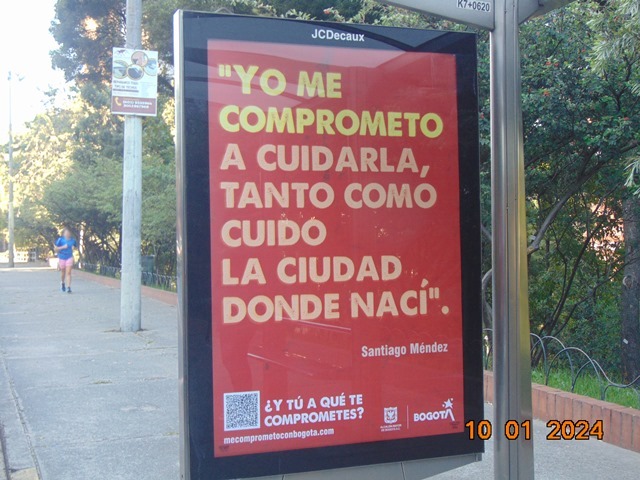 K7+0620
JCDecaux
"YO ME
COMPROMETO
A CUIDARLA,
TANTO COMO
CUIDO
LA CIUDAD
DONDE NACÍ".
Santiago Méndez
¿Y TÚ A QUÉ TE
COMPROMETES?
mecomprometoconbogota.com
BOGOTÁ
10 01 2024